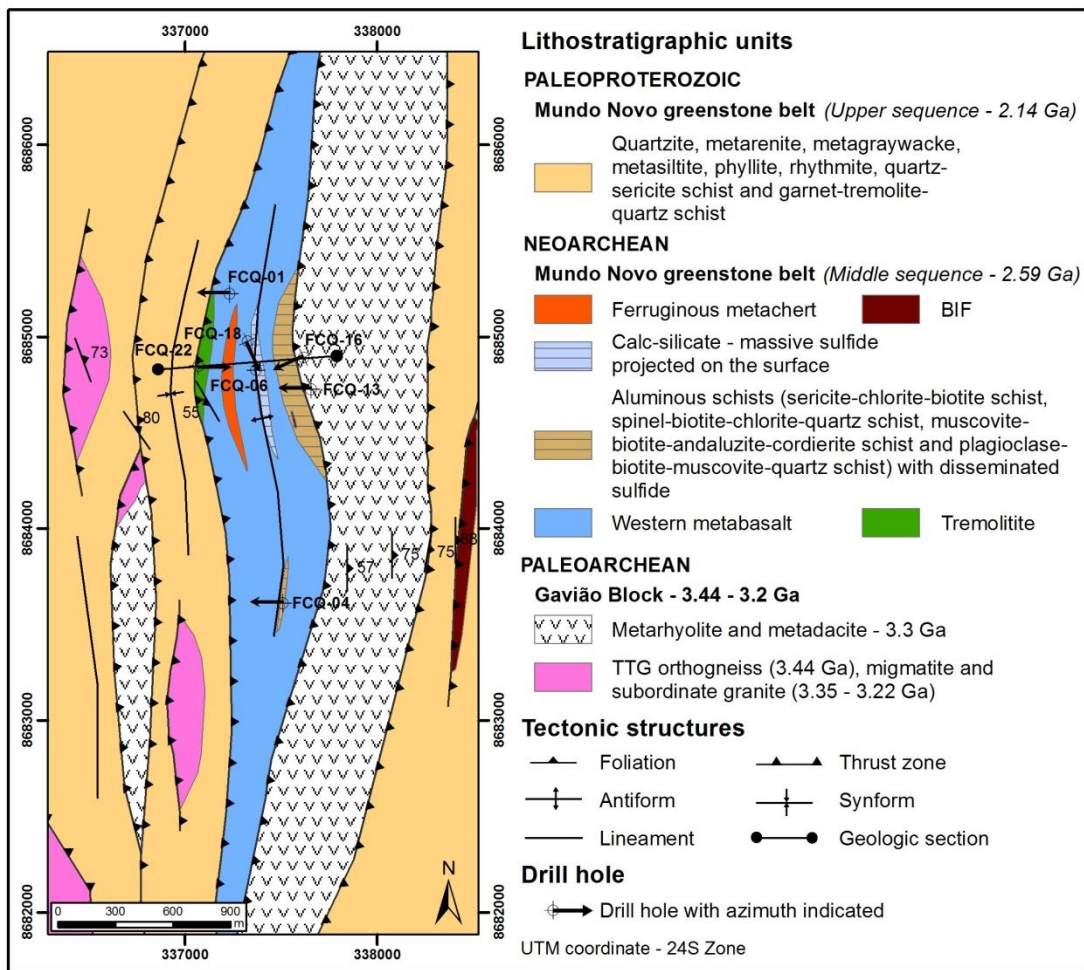 337000
338000
8686000
8685000
8684000
8683000
8682000
8686000
8685000
8684000
8683000
8682000
FCQ-01
FCQ-18
FCQ-16
FCQ-22
FCQ-06
FCQ-13
FCQ-04
73
80
55
57
75
75
88
0 300 600 900
m
N
337000
338000
Lithostratigraphic units
PALEOPROTEROZOIC
Mundo Novo greenstone belt (Upper sequence - 2.14 Ga)
Quartzite, metarenite, metagraywacke,
metasiltite, phyllite, rhythmite, quartz-
sericite schist and garnet-tremolite-
quartz schist
NEOARCHEAN
Mundo Novo greenstone belt (Middle sequence - 2.59 Ga)
Ferruginous metachert
BIF
Calc-silicate - massive sulfide
projected on the surface
Aluminous schists (sericite-chlorite-biotite schist,
spinel-biotite-chlorite-quartz schist, muscovite-
biotite-andaluzite-cordierite schist and plagioclase-
biotite-muscovite-quartz schist) with disseminated
sulfide
Western metabasalt
Tremolitite
PALEOARCHEAN
Gavião Block - 3.44 - 3.2 Ga
Metarhyolite and metadacite - 3.3 Ga
TTG orthogneiss (3.44 Ga), migmatite and
subordinate granite (3.35 - 3.22 Ga)
Tectonic structures
Foliation
Thrust zone
Antiform
Synform
Lineament
Geologic section
Drill hole
Drill hole with azimuth indicated
UTM coordinate - 24S Zone